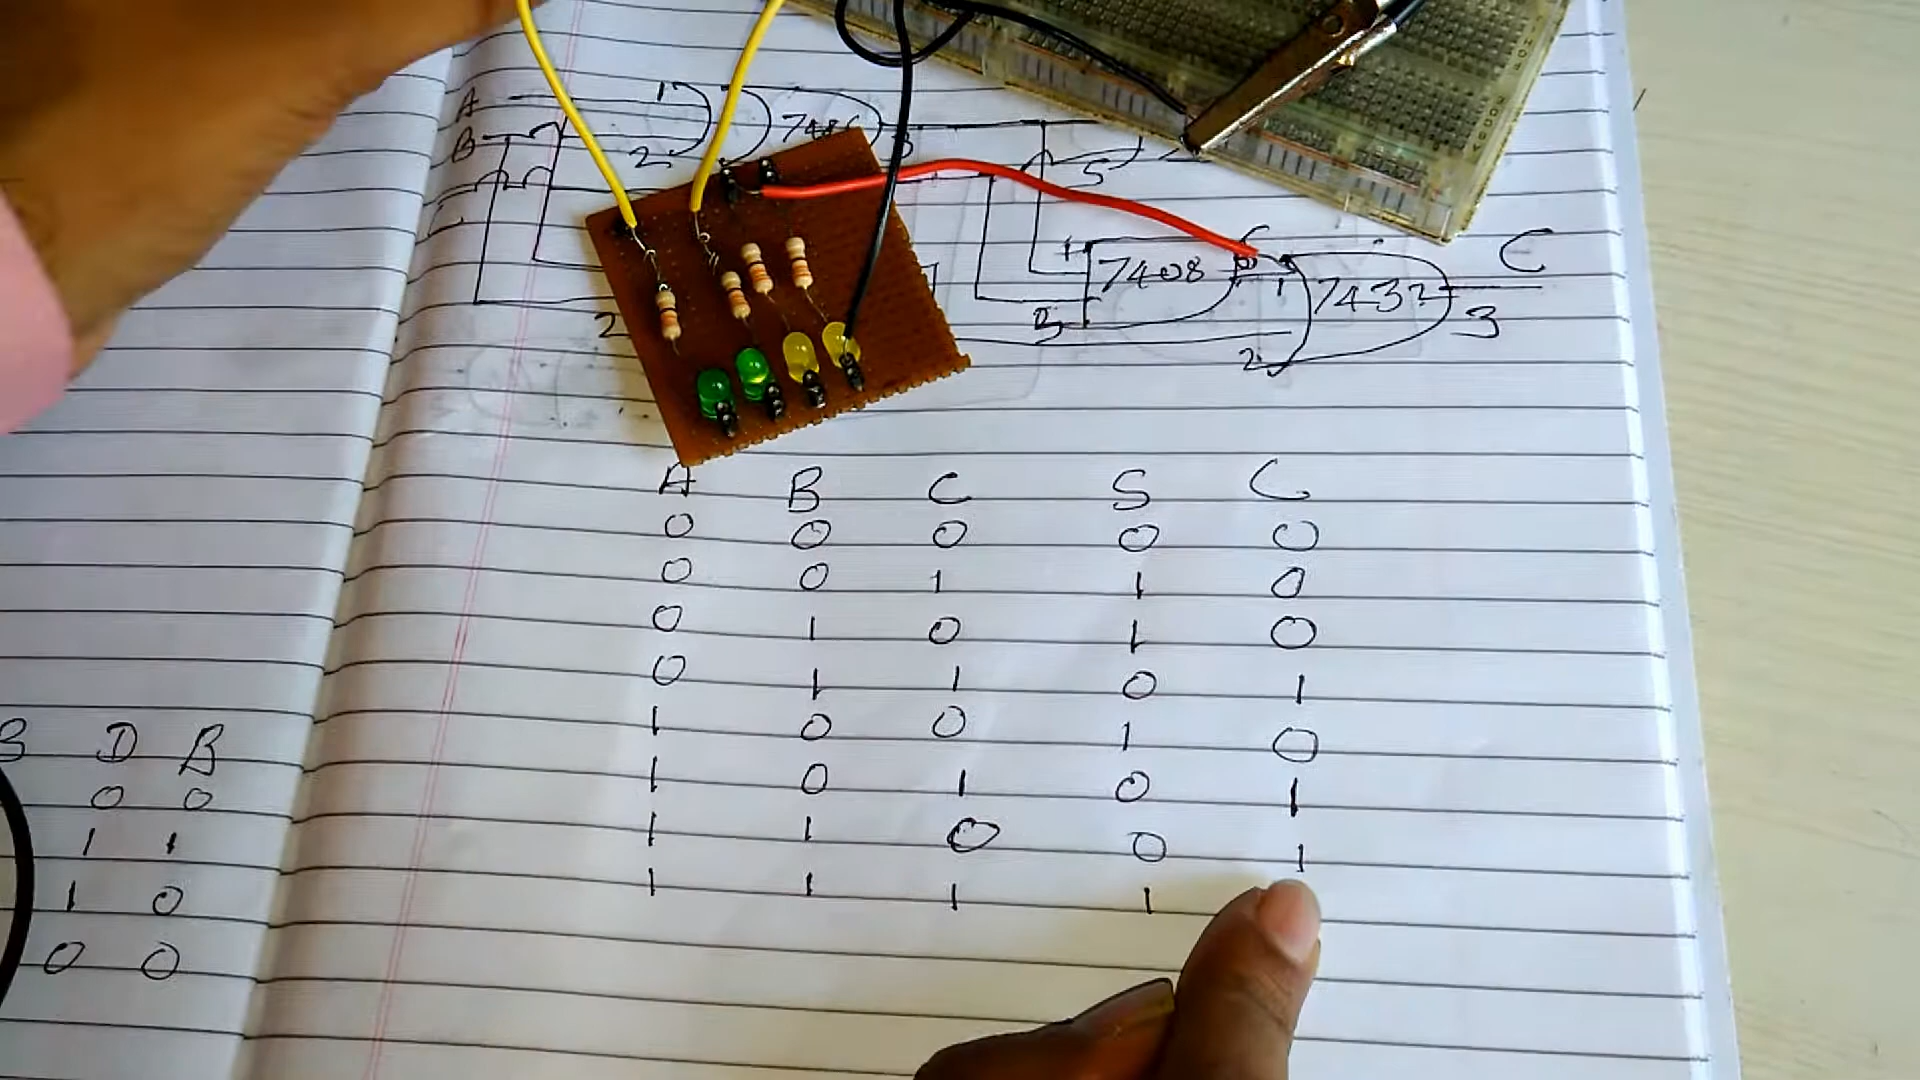 A 1
B 2
5
1 7408 1 7432 C
3
2
2
A B C S C
0 0 0 0 0
0 0 1 1 0
0 1 0 1 0
0 1 1 0 1
1 0 0 1 0
1 0 1 0 1
1 1 0 0 1
1 1 1 1
B D B
0 0
1 1
1 0
0 0